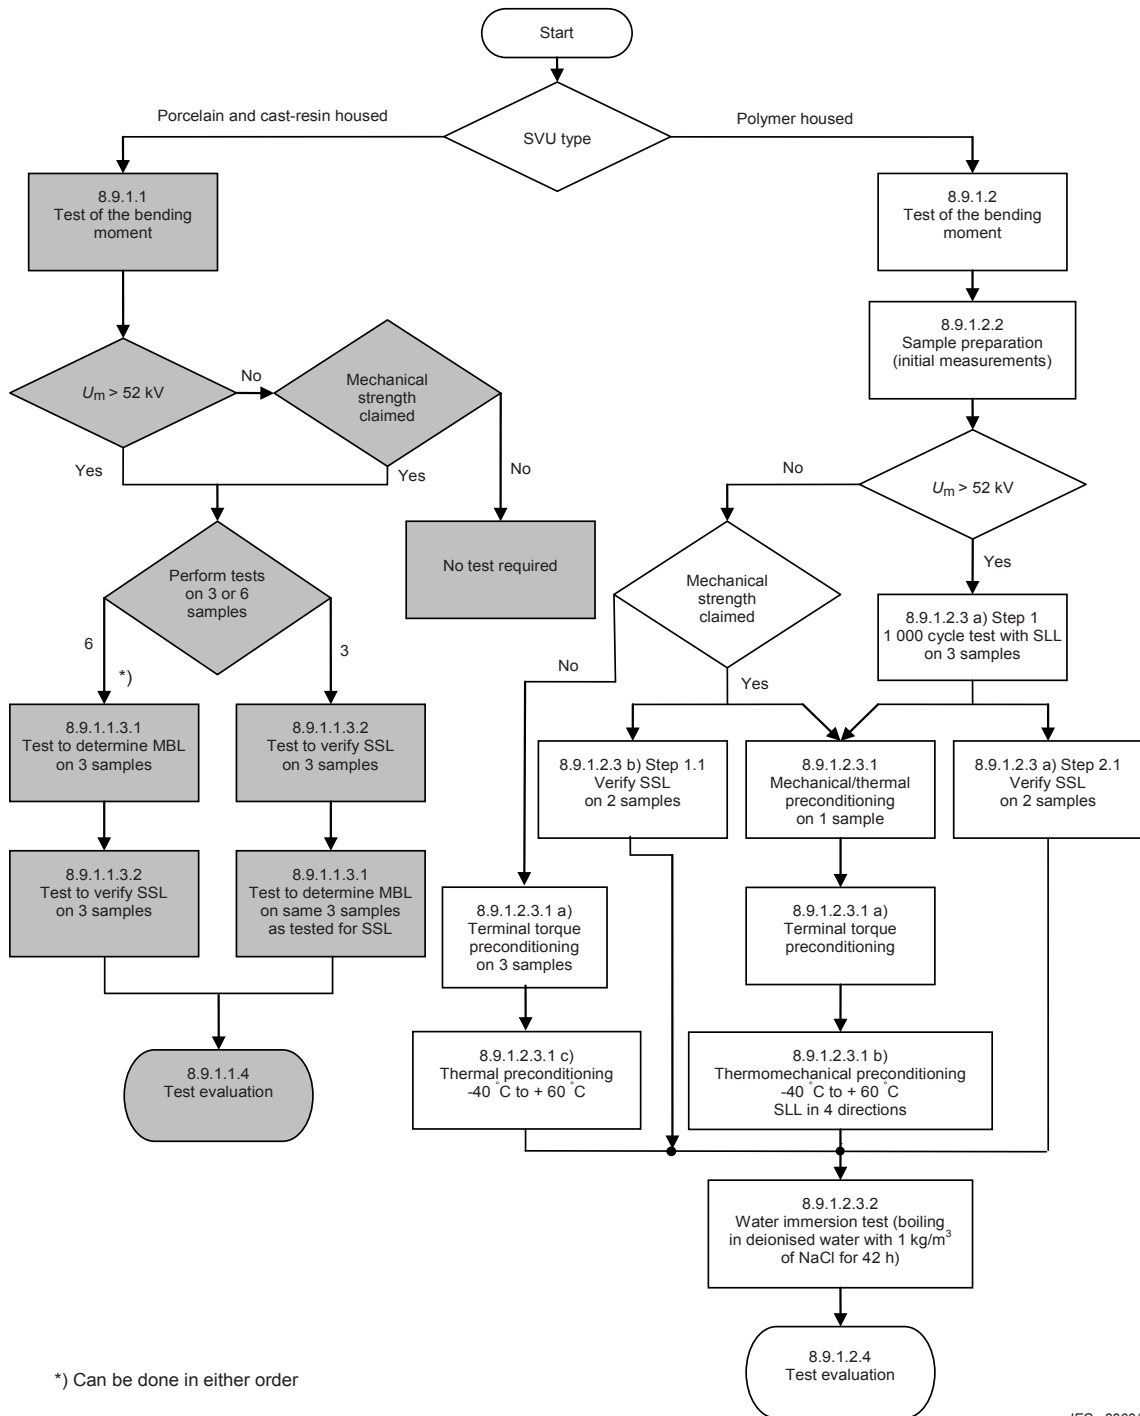 Start
Porcelain and cast-resin housed
SVU type
Polymer housed
8.9.1.1
Test of the bending
moment
8.9.1.2
Test of the bending
moment
8.9.1.2.2
Sample preparation
(initial measurements)
Um > 52 kV
No
Mechanical
strength
claimed
Yes
Yes
No
No
Um > 52 kV
Yes
Perform tests
on 3 or 6
samples
No test required
Mechanical
strength
claimed
8.9.1.2.3 a) Step 1
1 000 cycle test with SLL
on 3 samples
6
3
*)
No
Yes
8.9.1.1.3.1
Test to determine MBL
on 3 samples
8.9.1.1.3.2
Test to verify SSL
on 3 samples
8.9.1.2.3 b) Step 1.1
Verify SSL
on 2 samples
8.9.1.2.3.1
Mechanical/thermal
preconditioning
on 1 sample
8.9.1.2.3 a) Step 2.1
Verify SSL
on 2 samples
8.9.1.1.3.2
Test to verify SSL
on 3 samples
8.9.1.1.3.1
Test to determine MBL
on same 3 samples
as tested for SSL
8.9.1.2.3.1 a)
Terminal torque
preconditioning
on 3 samples
8.9.1.2.3.1 a)
Terminal torque
preconditioning
8.9.1.1.4
Test evaluation
8.9.1.2.3.1 c)
Thermal preconditioning
-40 °C to + 60 °C
8.9.1.2.3.1 b)
Thermomechanical preconditioning
-40 °C to + 60 °C
SLL in 4 directions
8.9.1.2.3.2
Water immersion test (boiling
in deionised water with 1 kg/m³
of NaCl for 42 h)
8.9.1.2.4
Test evaluation
*) Can be done in either order